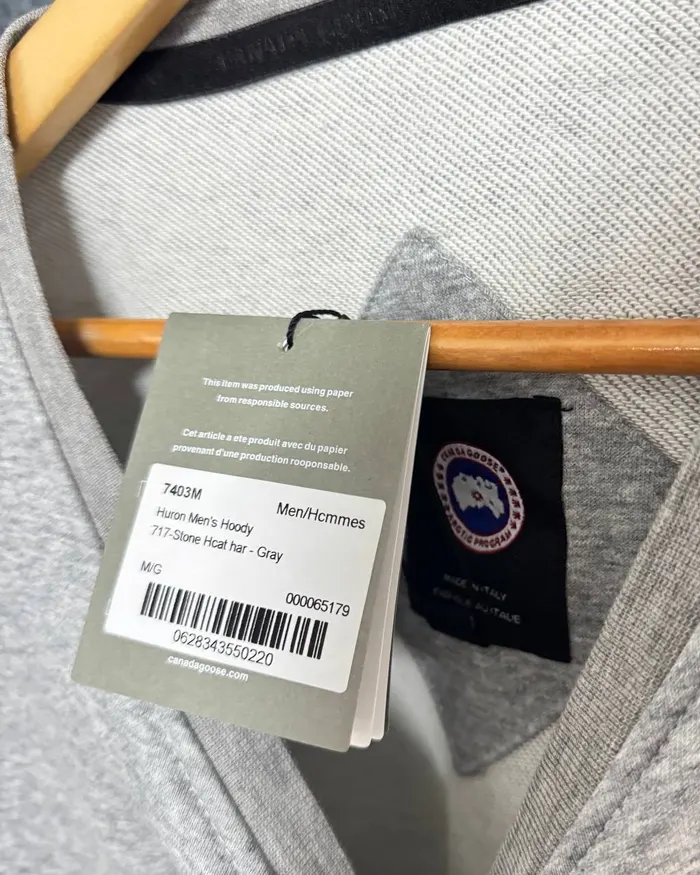 CANADA GOOSE
This item was produced using paper
from responsible sources.
Cet article a ete produit avec du papier
provenant d'une production rooponsable.
7403M
Men/Hcmmes
Huron Men's Hoody
717-Stone Hcat har - Gray
M/G
000065179
0628343550220
canadagoose.com
CANADA GOOSE
ARCTIC PROGRAM
MADE IN ITALY